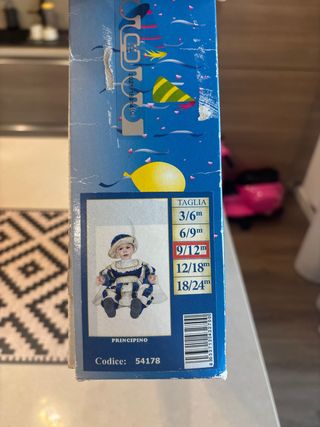 TAGLIA
3/6m
6/9m
9/12m
12/18m
18/24m
PRINCIPINO
Codice: 54178